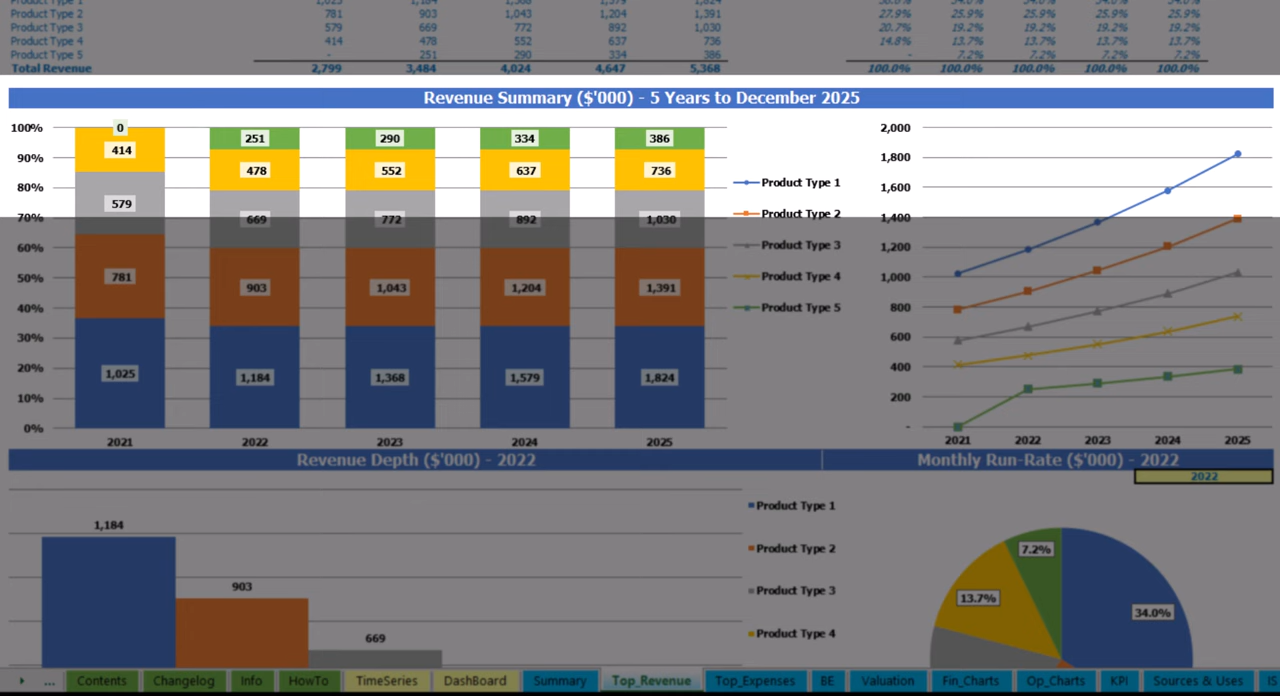 781 903 1,043 1,204 1,391 27.9% 25.9% 25.9% 25.9% 25.9%
Product Type 2
Product Type 3 579 669 772 892 1,030 20.7% 19.2% 19.2% 19.2% 19.2%
Product Type 4 414 478 552 637 736 14.8% 13.7% 13.7% 13.7% 13.7%
Product Type 5 - 251 290 334 386 - 7.2% 7.2% 7.2% 7.2%
Total Revenue 2,799 3,484 4,024 4,647 5,368 100.0% 100.0% 100.0% 100.0% 100.0%
Revenue Summary ($'000) - 5 Years to December 2025
100%
90%
80%
70%
60%
50%
40%
30%
20%
10%
0%
0
414
579
781
1,025
251
478
669
903
1,184
290
552
772
1,043
1,368
334
637
892
1,204
1,579
386
736
1,030
1,391
1,824
2021 2022 2023 2024 2025
Product Type 1
Product Type 2
Product Type 3
Product Type 4
Product Type 5
2,000
1,800
1,600
1,400
1,200
1,000
800
600
400
200
-
2021 2022 2023 2024 2025
Revenue Depth ($'000) - 2022
Monthly Run-Rate ($'000) - 2022
2022
1,184
903
669
Product Type 1
Product Type 2
Product Type 3
Product Type 4
7.2%
13.7%
34.0%
... Contents Changelog Info HowTo TimeSeries DashBoard Summary Top_Revenue Top_Expenses BE Valuation Fin_Charts Op_Charts KPI Sources & Uses IS